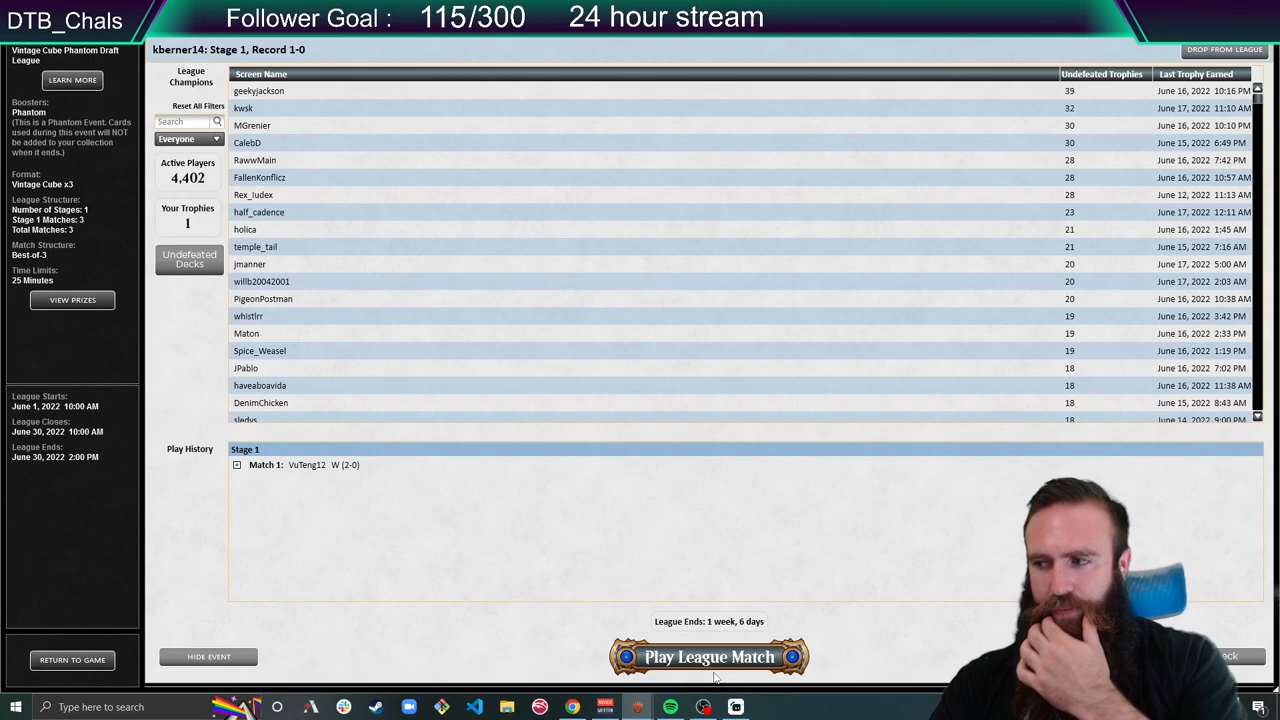 DTB_Chals
Follower Goal : 115/300 24 hour stream
Vintage Cube Phantom Draft
League
LEARN MORE
Boosters:
Phantom
(This is a Phantom Event. Cards
used during this event will NOT
be added to your collection
when it ends.)
Format:
Vintage Cube x3
League Structure:
Number of Stages: 1
Stage 1 Matches: 3
Total Matches: 3
Match Structure:
Best-of-3
Time Limits:
25 Minutes
VIEW PRIZES
League Starts:
June 1, 2022 10:00 AM
League Closes:
June 30, 2022 10:00 AM
League Ends:
June 30, 2022 2:00 PM
RETURN TO GAME
kberner14: Stage 1, Record 1-0
DROP FROM LEAGUE
League
Champions
Reset All Filters
Search
Everyone
Active Players
4,402
Your Trophies
1
Undefeated
Decks
Screen Name Undefeated Trophies Last Trophy Earned
geekyjackson 39 June 16, 2022 10:16 PM
kwsk 32 June 17, 2022 11:10 AM
MGrenier 30 June 16, 2022 10:10 PM
CalebD 30 June 15, 2022 6:49 PM
RawwMain 28 June 16, 2022 7:42 PM
FallenKonflicz 28 June 16, 2022 10:57 AM
Rex_Iudex 28 June 12, 2022 11:13 AM
half_cadence 23 June 17, 2022 12:11 AM
holica 21 June 16, 2022 1:45 AM
temple_tail 21 June 15, 2022 7:16 AM
jmanner 20 June 17, 2022 5:00 AM
willb20042001 20 June 17, 2022 2:03 AM
PigeonPostman 20 June 16, 2022 10:38 AM
whistlrr 19 June 16, 2022 3:42 PM
Maton 19 June 16, 2022 2:33 PM
Spice_Weasel 19 June 16, 2022 1:19 PM
JPablo 18 June 16, 2022 7:02 PM
haveaboavida 18 June 16, 2022 11:38 AM
DenimChicken 18 June 15, 2022 8:43 AM
sledys 18 June 14, 2022 9:00 PM
Play History
Stage 1
Match 1: VuTeng12 W (2-0)
League Ends: 1 week, 6 days
HIDE EVENT
Play League Match
Type here to search